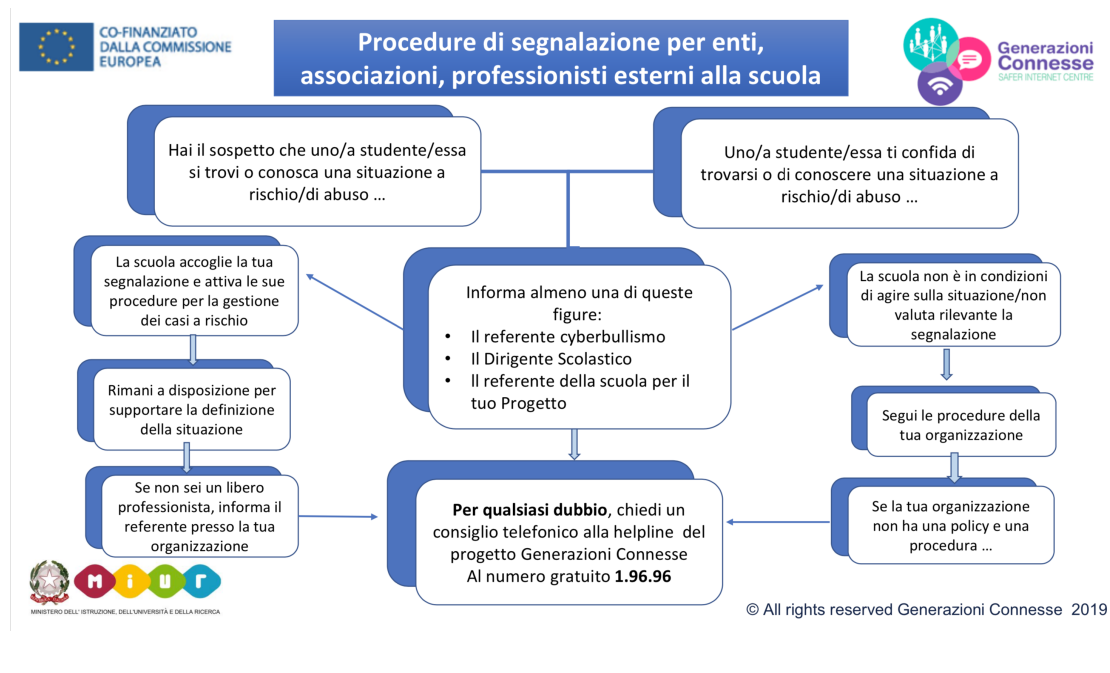 CO-FINANZIATO
DALLA COMMISSIONE
EUROPEA
Procedure di segnalazione per enti,
associazioni, professionisti esterni alla scuola
Generazioni
Connesse
SAFER INTERNET CENTRE
Hai il sospetto che uno/a studente/essa
si trovi o conosca una situazione a
rischio/di abuso ...
Uno/a studente/essa ti confida di
trovarsi o di conoscere una situazione a
rischio/di abuso ...
La scuola accoglie la tua
segnalazione e attiva le sue
procedure per la gestione
dei casi a rischio
Informa almeno una di queste
figure:
• Il referente cyberbullismo
• Il Dirigente Scolastico
• Il referente della scuola per il
tuo Progetto
La scuola non è in condizioni
di agire sulla situazione/non
valuta rilevante la
segnalazione
Rimani a disposizione per
supportare la definizione
della situazione
Segui le procedure della
tua organizzazione
Se non sei un libero
professionista, informa il
referente presso la tua
organizzazione
Per qualsiasi dubbio, chiedi un
consiglio telefonico alla helpline del
progetto Generazioni Connesse
Al numero gratuito 1.96.96
Se la tua organizzazione
non ha una policy e una
procedura ...
MIUr
MINISTERO DELL' ISTRUZIONE, DELL'UNIVERSITÀ E DELLA RICERCA
© All rights reserved Generazioni Connesse 2019